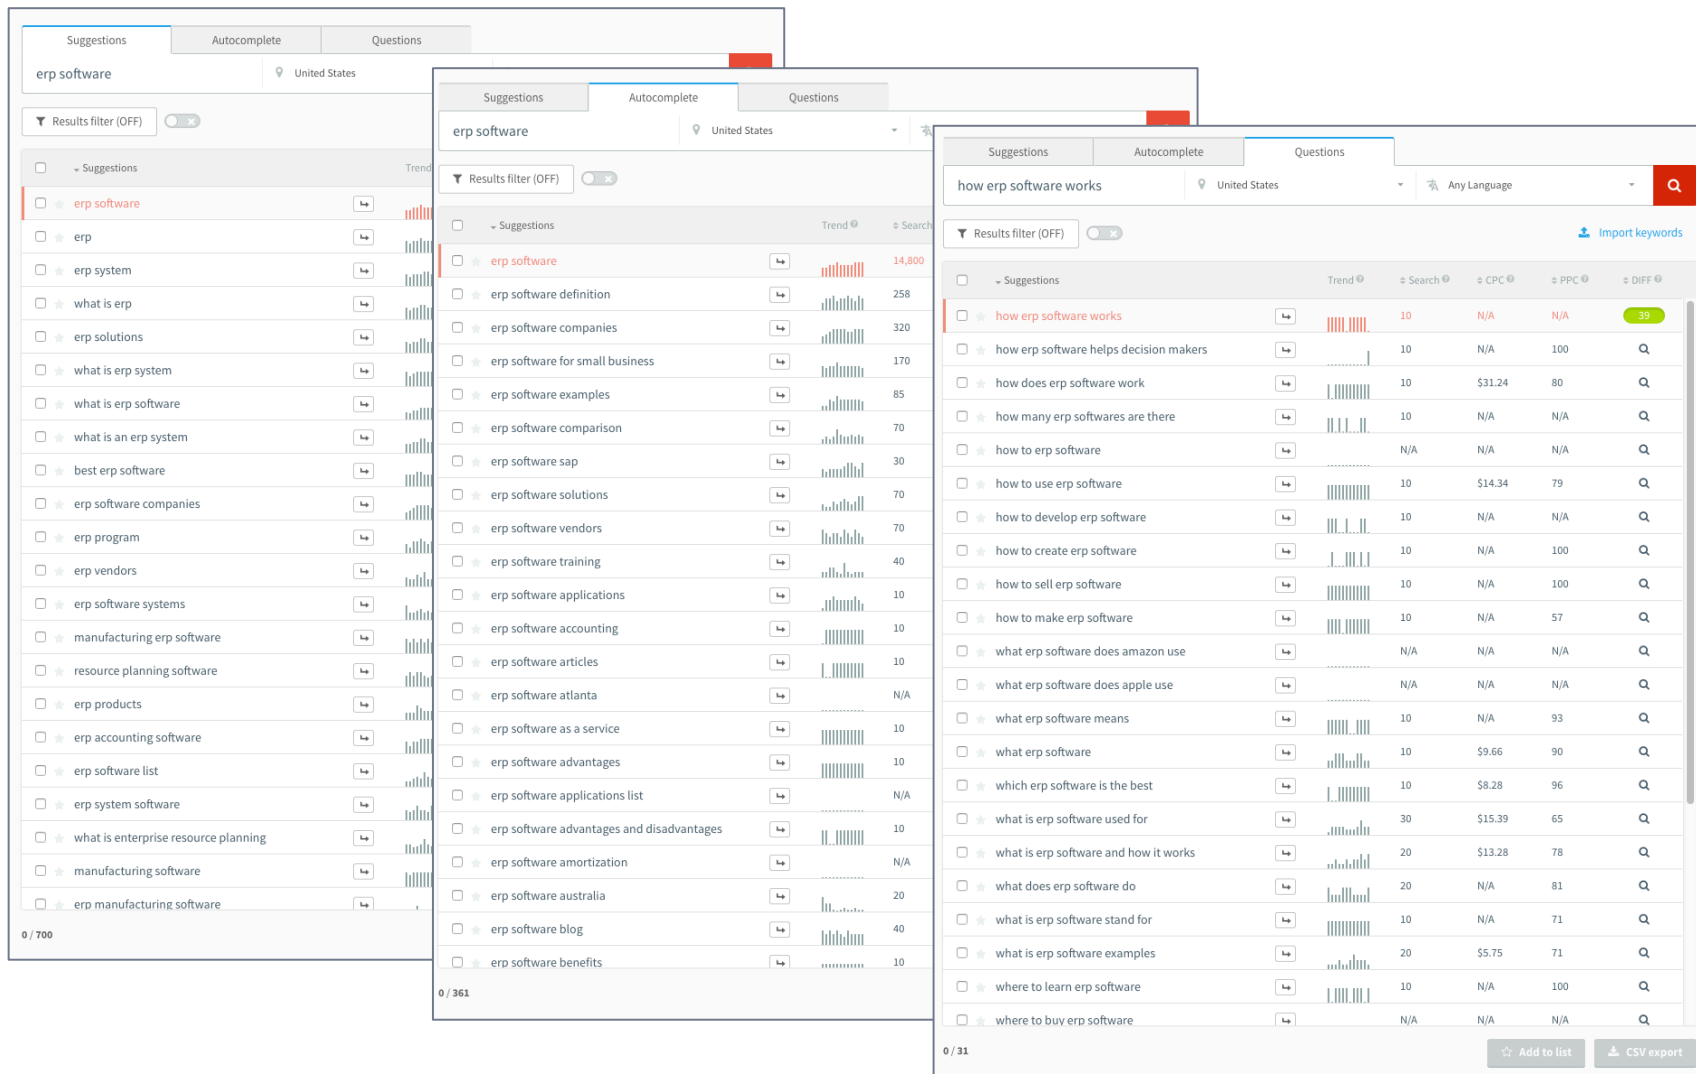 Suggestions Autocomplete Questions
erp software United States
Results filter (OFF)
Suggestions Trend
erp software
erp
erp system
what is erp
erp solutions
what is erp system
what is erp software
what is an erp system
best erp software
erp software companies
erp program
erp vendors
erp software systems
manufacturing erp software
resource planning software
erp products
erp accounting software
erp software list
erp system software
what is enterprise resource planning
manufacturing software
erp manufacturing software
0 / 700
Suggestions Autocomplete Questions
erp software United States
Results filter (OFF)
Suggestions Trend Search
erp software 14,800
erp software definition 258
erp software companies 320
erp software for small business 170
erp software examples 85
erp software comparison 70
erp software sap 30
erp software solutions 70
erp software vendors 70
erp software training 40
erp software applications 10
erp software accounting 10
erp software articles 10
erp software atlanta N/A
erp software as a service 10
erp software advantages 10
erp software applications list N/A
erp software advantages and disadvantages 10
erp software amortization N/A
erp software australia 20
erp software blog 40
erp software benefits 10
0 / 361
Suggestions Autocomplete Questions
how erp software works United States Any Language
Results filter (OFF) Import keywords
Suggestions Trend Search CPC PPC DIFF
how erp software works 10 N/A N/A 39
how erp software helps decision makers 10 N/A 100
how does erp software work 10 $31.24 80
how many erp softwares are there 10 N/A N/A
how to erp software N/A N/A N/A
how to use erp software 10 $14.34 79
how to develop erp software 10 N/A N/A
how to create erp software 10 N/A 100
how to sell erp software 10 N/A 100
how to make erp software 10 N/A 57
what erp software does amazon use N/A N/A N/A
what erp software does apple use N/A N/A N/A
what erp software means 10 N/A 93
what erp software 10 $9.66 90
which erp software is the best 10 $8.28 96
what is erp software used for 30 $15.39 65
what is erp software and how it works 20 $13.28 78
what does erp software do 20 N/A 81
what is erp software stand for 10 N/A 71
what is erp software examples 20 $5.75 71
where to learn erp software 10 N/A 100
where to buy erp software N/A N/A N/A
0 / 31 Add to list CSV export